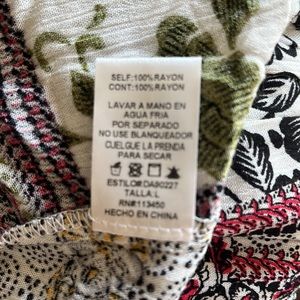 SELF:100%RAYON
CONT:100%RAYON
LAVAR A MANO EN
AGUA FRIA
POR SEPARADO
NO USE BLANQUEADOR
CUELGUE LA PRENDA
PARA SECAR
ESTILO#:DA90227
TALLA:L
RN#:113450
HECHO EN CHINA